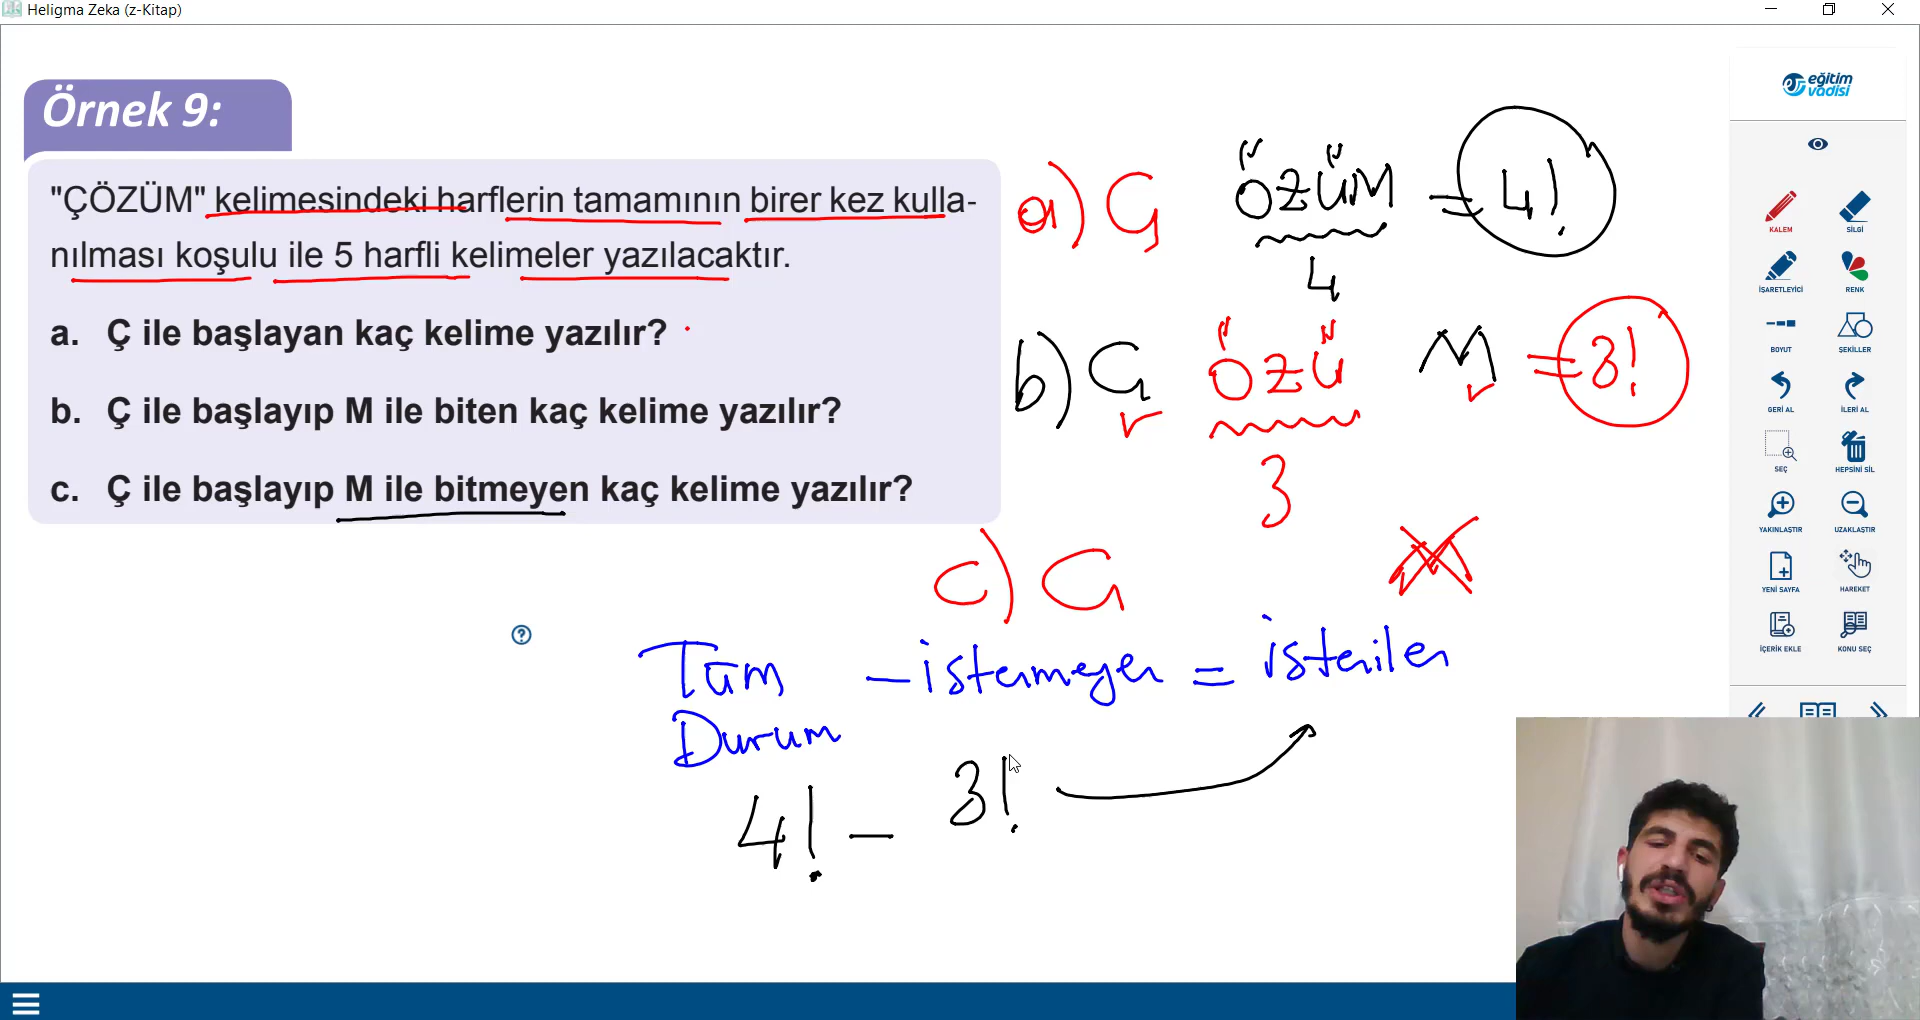 Heligma Zeka (z-Kitap)
Örnek 9:
"ÇÖZÜM" kelimesindeki harflerin tamamının birer kez kulla-
nılması koşulu ile 5 harfli kelimeler yazılacaktır.
a. Ç ile başlayan kaç kelime yazılır?
b. Ç ile başlayıp M ile biten kaç kelime yazılır?
c. Ç ile başlayıp M ile bitmeyen kaç kelime yazılır?
a) Ç ÖZÜM = 4!
4
b) Ç ÖZÜ M = 3!
3
c) Ç M
Tüm - istenmeyen = istenilen
Durum
4! - 3!
eğitim
vadisi
KALEM SİLGİ
İŞARETLEYİCİ RENK
BOYUT ŞEKİLLER
GERİ AL İLERİ AL
SEÇ HEPSİNİ SİL
YAKINLAŞTIR UZAKLAŞTIR
YENİ SAYFA HAREKET
İÇERİK EKLE KONU SEÇ